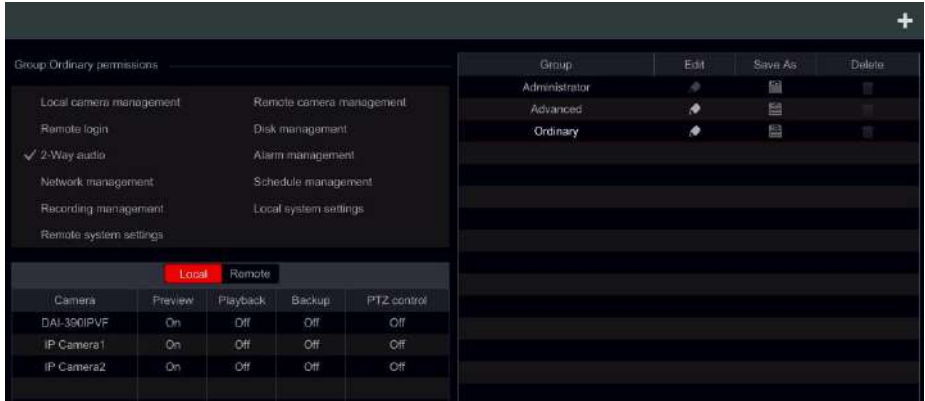 Group:Ordinary permissions
Local camera management Remote camera management
Remote login Disk management
2-Way audio Alarm management
Network management Schedule management
Recording management Local system settings
Remote system settings
Local Remote
Camera Preview Playback Backup PTZ control
DAI-390IPVF On Off Off Off
IP Camera1 On Off Off Off
IP Camera2 On Off Off Off
Group Edit Save As Delete
Administrator
Advanced
Ordinary